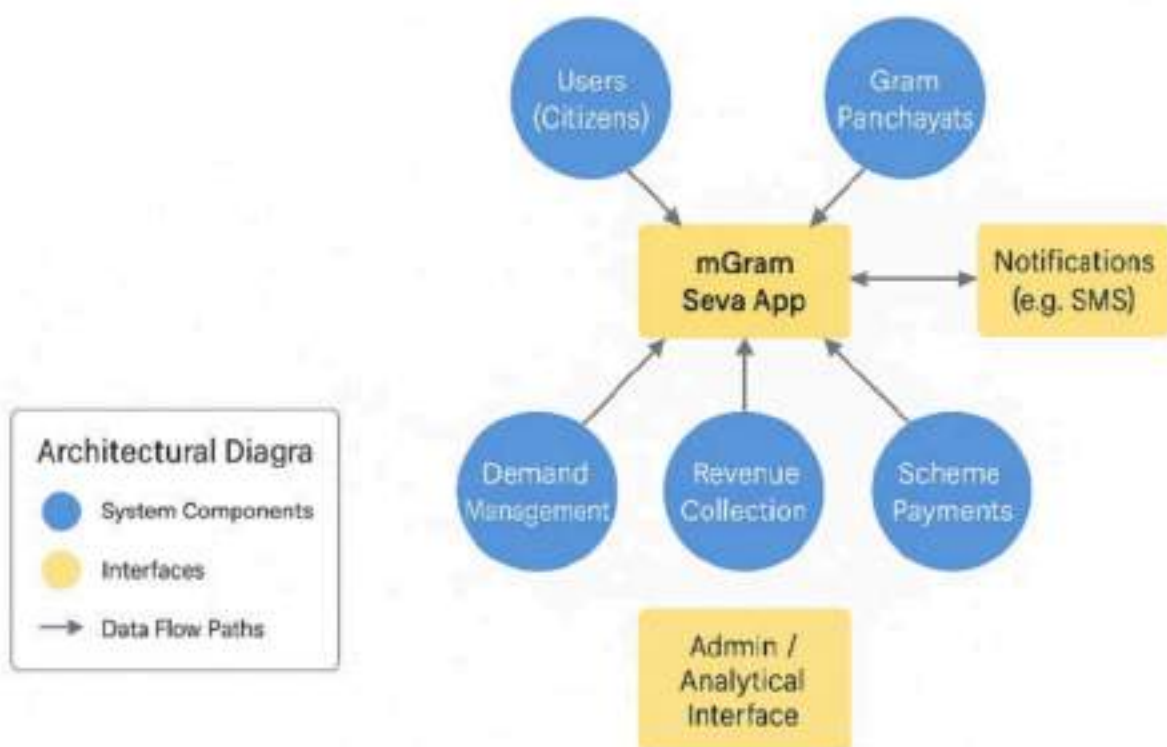 Users
(Citizens)
Gram
Panchayats
mGram
Seva App
Notifications
(e.g. SMS)
Architectural Diagra
System Components
Interfaces
Data Flow Paths
Demand
Management
Revenue
Collection
Scheme
Payments
Admin /
Analytical
Interface